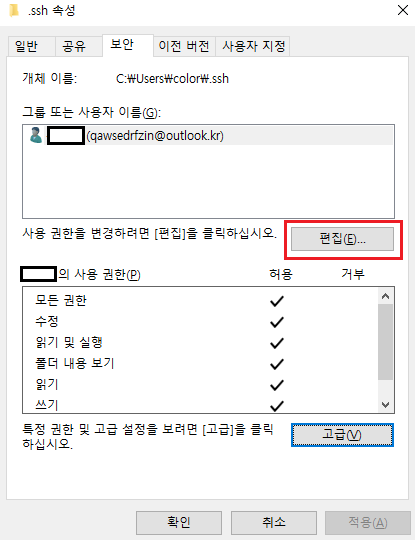 .ssh 속성
일반 공유 보안 이전 버전 사용자 지정
개체 이름: C:₩Users₩color₩.ssh
그룹 또는 사용자 이름(G):
(qawsedrfzin@outlook.kr)
사용 권한을 변경하려면 [편집]을 클릭하십시오. 편집(E)...
의 사용 권한(P) 허용 거부
모든 권한
수정
읽기 및 실행
폴더 내용 보기
읽기
쓰기
특정 권한 및 고급 설정을 보려면 [고급]을 클릭
하십시오. 고급(V)
확인 취소 적용(A)